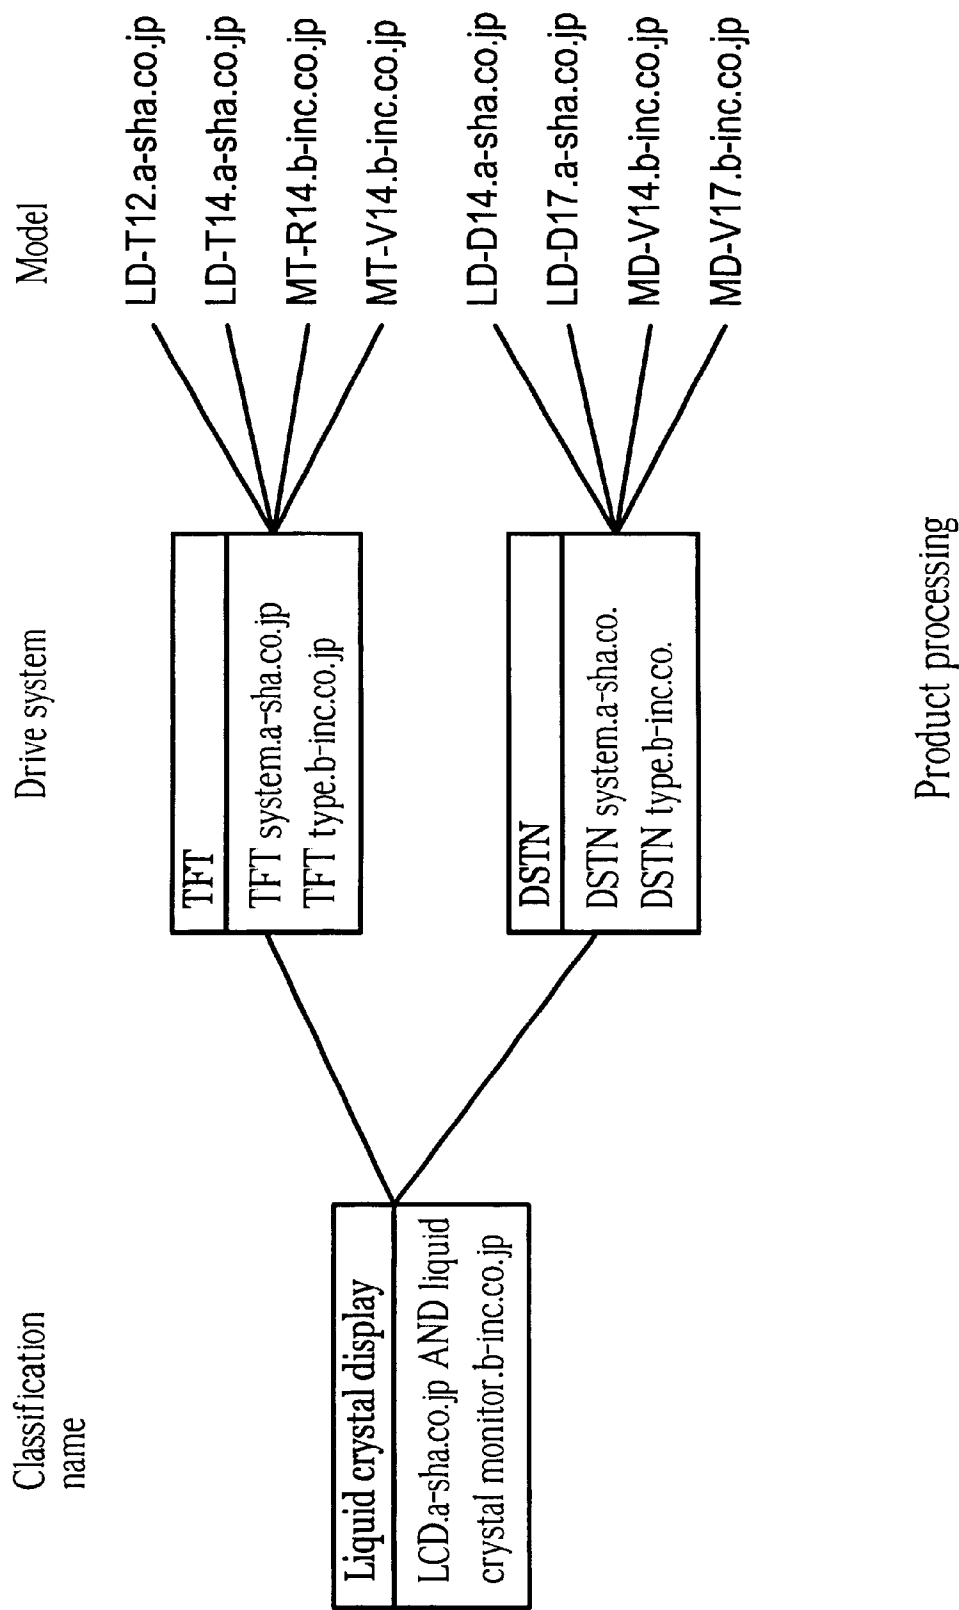 Classification
name
Drive system
Model
Liquid crystal display
LCD.a-sha.co.jp AND liquid
crystal monitor.b-inc.co.jp
TFT
TFT system.a-sha.co.jp
TFT type.b-inc.co.jp
LD-T12.a-sha.co.jp
LD-T14.a-sha.co.jp
MT-R14.b-inc.co.jp
MT-V14.b-inc.co.jp
DSTN
DSTN system.a-sha.co.
DSTN type.b-inc.co.
LD-D14.a-sha.co.jp
LD-D17.a-sha.co.jp
MD-V14.b-inc.co.jp
MD-V17.b-inc.co.jp
Product processing